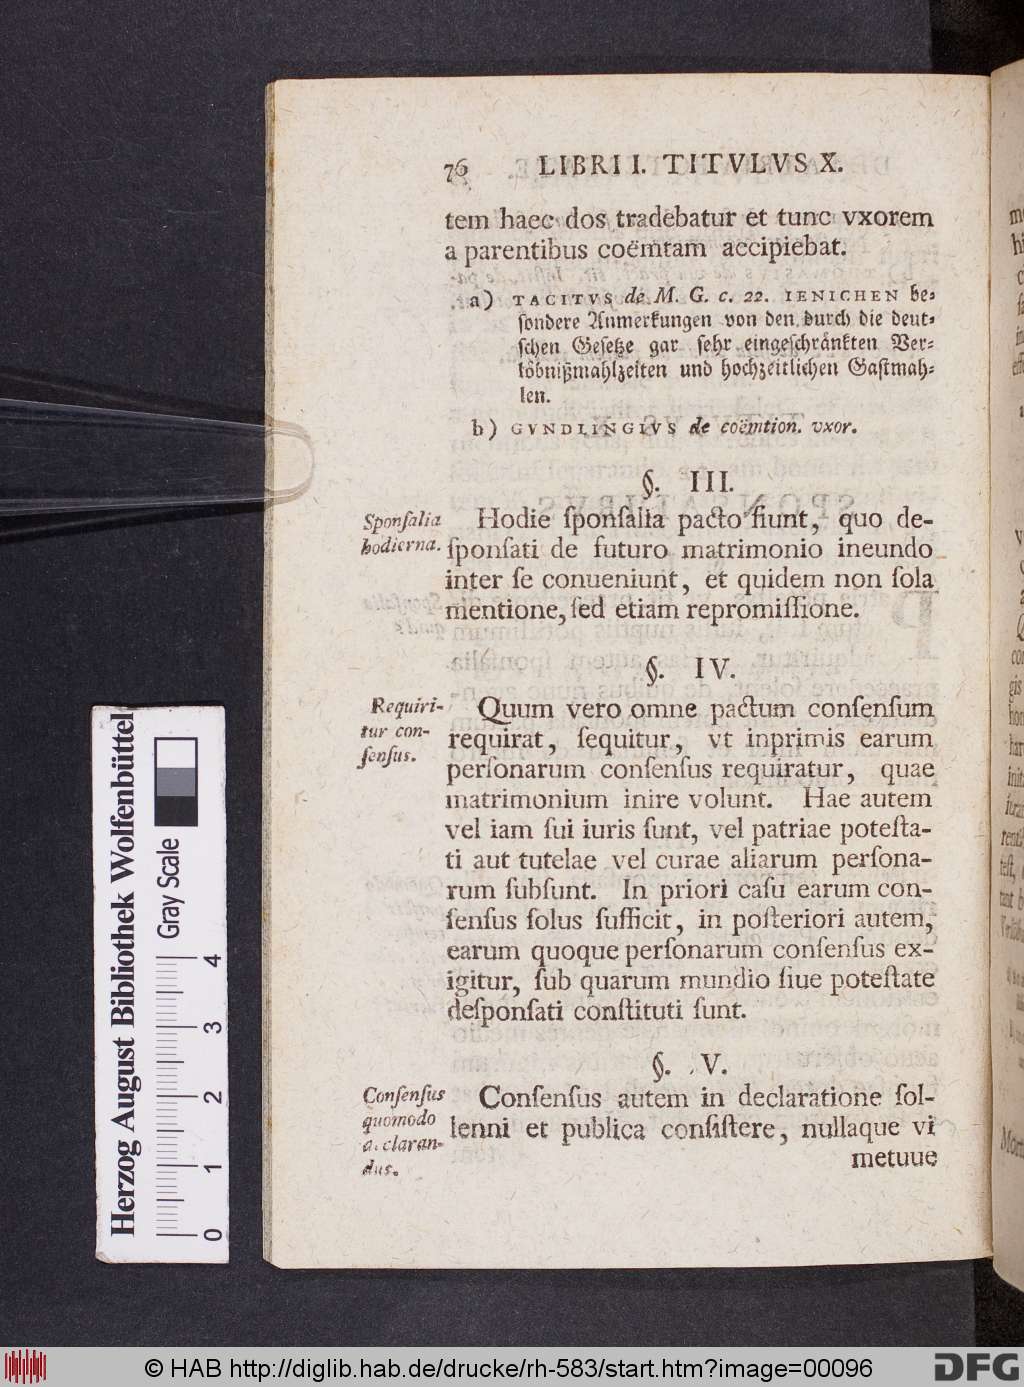 76 LIBRI I. TITVLVS X.
tem haec dos tradebatur et tunc vxorem
a parentibus coëmtam accipiebat.
a) TACITVS de M. G. c. 22. IENICHEN be⸗
ſondere Anmerkungen von den durch die deut⸗
ſchen Geſetze gar ſehr eingeſchränkten Ver⸗
löbnißmahlzeiten und hochzeitlichen Gaſtmah⸗
len.
b) GVNDLINGIVS de coëmtion. vxor.
§. III.
Sponſalia
hodierna.
Hodie ſponſalia pacto fiunt, quo de-
ſponſati de futuro matrimonio ineundo
inter ſe conueniunt, et quidem non ſola
mentione, ſed etiam repromiſſione.
§. IV.
Requiri-
tur con-
ſenſus.
Quum vero omne pactum conſenſum
requirat, ſequitur, vt inprimis earum
perſonarum conſenſus requiratur, quae
matrimonium inire volunt. Hae autem
vel iam ſui iuris ſunt, vel patriae poteſta-
ti aut tutelae vel curae aliarum perſona-
rum ſubſunt. In priori caſu earum con-
ſenſus ſolus ſufficit, in poſteriori autem,
earum quoque perſonarum conſenſus ex-
igitur, ſub quarum mundio ſiue poteſtate
deſponſati conſtituti ſunt.
§. V.
Conſenſus
quomodo
declaran-
dus.
Conſenſus autem in declaratione ſol-
lenni et publica conſiſtere, nullaque vi
metuue
Herzog August Bibliothek Wolfenbüttel
Gray Scale
0 1 2 3 4
© HAB http://diglib.hab.de/drucke/rh-583/start.htm?image=00096
DFG